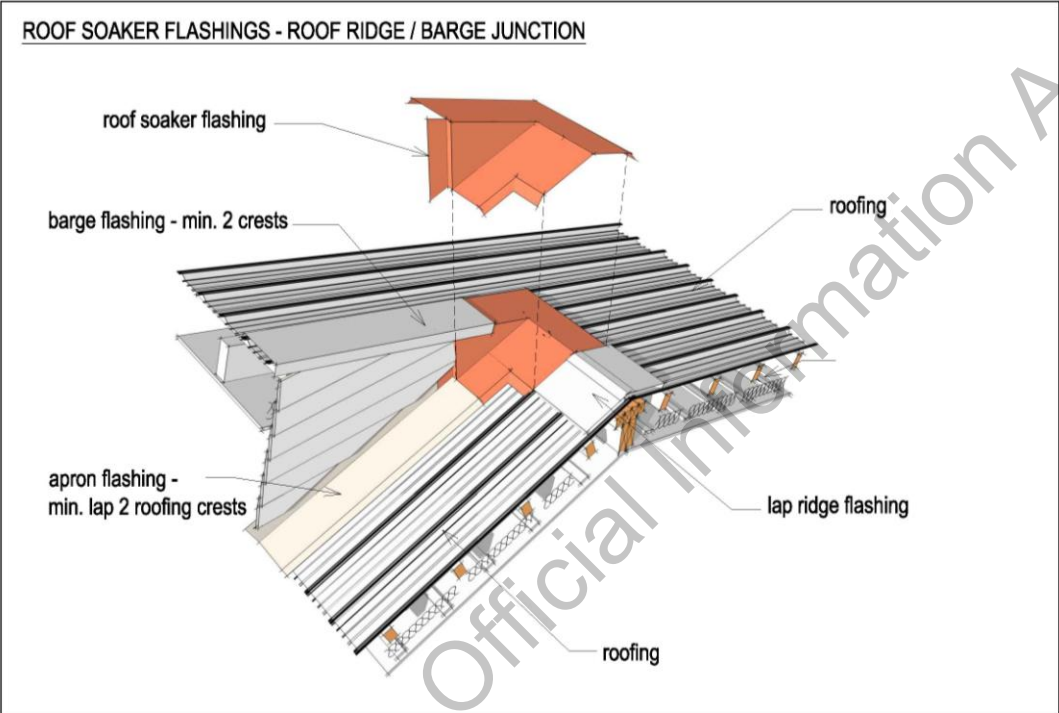 ROOF SOAKER FLASHINGS - ROOF RIDGE / BARGE JUNCTION
roof soaker flashing
barge flashing - min. 2 crests
roofing
apron flashing -
min. lap 2 roofing crests
lap ridge flashing
roofing
Official Information A